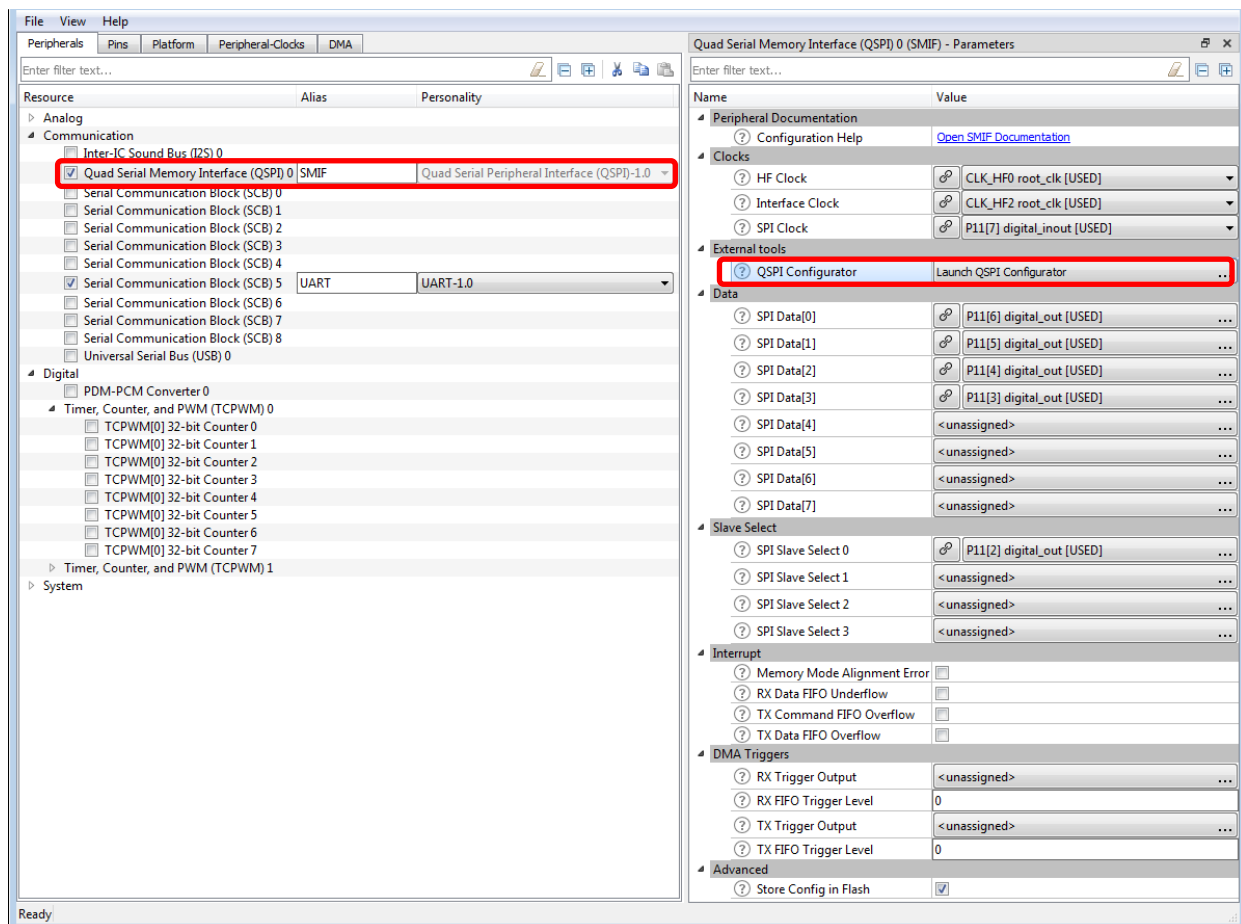 File View Help
Peripherals Pins Platform Peripheral-Clocks DMA
Enter filter text...
Resource Alias Personality
Analog
Communication
Inter-IC Sound Bus (I2S) 0
Quad Serial Memory Interface (QSPI) 0 SMIF Quad Serial Peripheral Interface (QSPI)-1.0
Serial Communication Block (SCB) 0
Serial Communication Block (SCB) 1
Serial Communication Block (SCB) 2
Serial Communication Block (SCB) 3
Serial Communication Block (SCB) 4
Serial Communication Block (SCB) 5 UART UART-1.0
Serial Communication Block (SCB) 6
Serial Communication Block (SCB) 7
Serial Communication Block (SCB) 8
Universal Serial Bus (USB) 0
Digital
PDM-PCM Converter 0
Timer, Counter, and PWM (TCPWM) 0
TCPWM[0] 32-bit Counter 0
TCPWM[0] 32-bit Counter 1
TCPWM[0] 32-bit Counter 2
TCPWM[0] 32-bit Counter 3
TCPWM[0] 32-bit Counter 4
TCPWM[0] 32-bit Counter 5
TCPWM[0] 32-bit Counter 6
TCPWM[0] 32-bit Counter 7
Timer, Counter, and PWM (TCPWM) 1
System
Quad Serial Memory Interface (QSPI) 0 (SMIF) - Parameters
Enter filter text...
Name Value
Peripheral Documentation
? Configuration Help Open SMIF Documentation
Clocks
? HF Clock CLK_HF0 root_clk [USED]
? Interface Clock CLK_HF2 root_clk [USED]
? SPI Clock P11[7] digital_inout [USED]
External tools
? QSPI Configurator Launch QSPI Configurator ...
Data
? SPI Data[0] P11[6] digital_out [USED] ...
? SPI Data[1] P11[5] digital_out [USED] ...
? SPI Data[2] P11[4] digital_out [USED] ...
? SPI Data[3] P11[3] digital_out [USED] ...
? SPI Data[4] <unassigned> ...
? SPI Data[5] <unassigned> ...
? SPI Data[6] <unassigned> ...
? SPI Data[7] <unassigned> ...
Slave Select
? SPI Slave Select 0 P11[2] digital_out [USED] ...
? SPI Slave Select 1 <unassigned> ...
? SPI Slave Select 2 <unassigned> ...
? SPI Slave Select 3 <unassigned> ...
Interrupt
? Memory Mode Alignment Error
? RX Data FIFO Underflow
? TX Command FIFO Overflow
? TX Data FIFO Overflow
DMA Triggers
? RX Trigger Output <unassigned> ...
? RX FIFO Trigger Level 0
? TX Trigger Output <unassigned> ...
? TX FIFO Trigger Level 0
Advanced
? Store Config in Flash
Ready